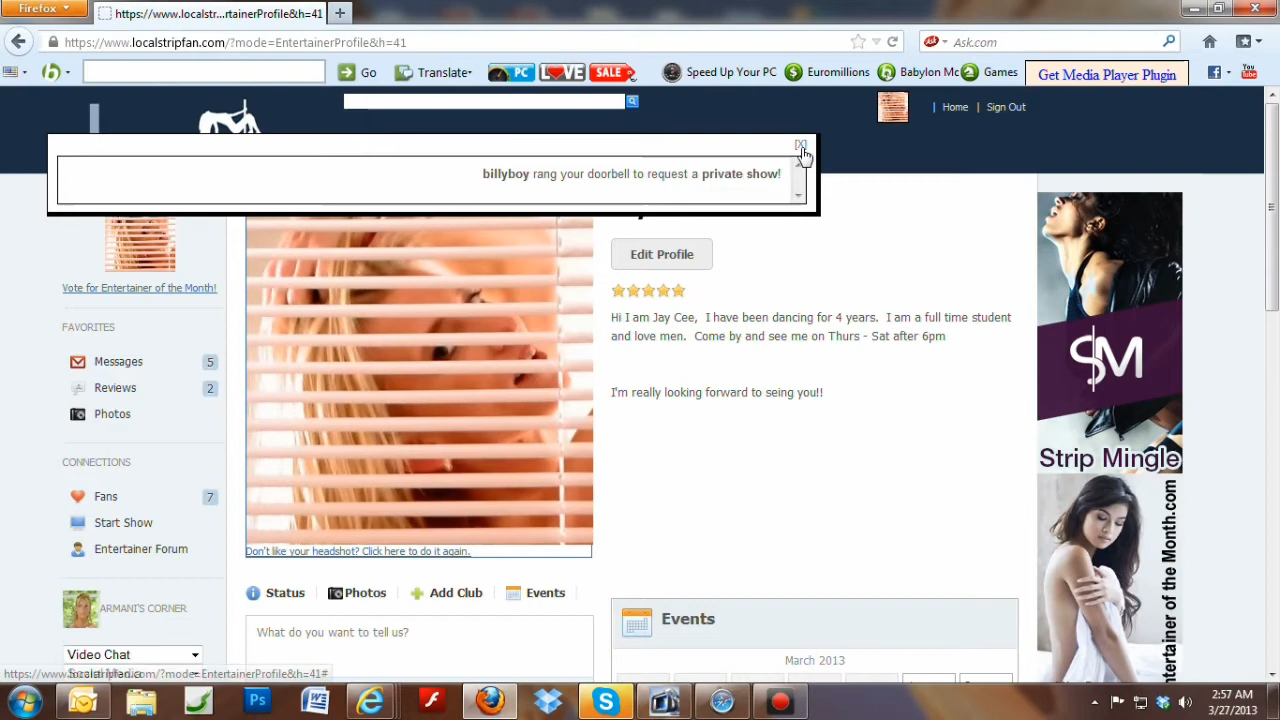 Firefox
https://www.localstr...rtainerProfile&h=41
https://www.localstripfan.com/?mode=EntertainerProfile&h=41
Ask.com
Go
Translate
PC
LOVE
SALE
Speed Up Your PC
Euromillions
Babylon Mc
Games
Get Media Player Plugin
You Tube
Home
Sign Out
[X]
billyboy rang your doorbell to request a private show!
Vote for Entertainer of the Month!
Edit Profile
Hi I am Jay Cee, I have been dancing for 4 years. I am a full time student
and love men. Come by and see me on Thurs - Sat after 6pm
I'm really looking forward to seing you!!
FAVORITES
Messages 5
Reviews 2
Photos
CONNECTIONS
Fans 7
Start Show
Entertainer Forum
ARMANI'S CORNER
Video Chat
Don't like your headshot? Click here to do it again.
Status
Photos
Add Club
Events
What do you want to tell us?
Events
March 2013
SM
Strip Mingle
Entertainer of the Month.com
https://www.localstripfan.com/?mode=EntertainerProfile&h=41#
Ps
2:57 AM
3/27/2013